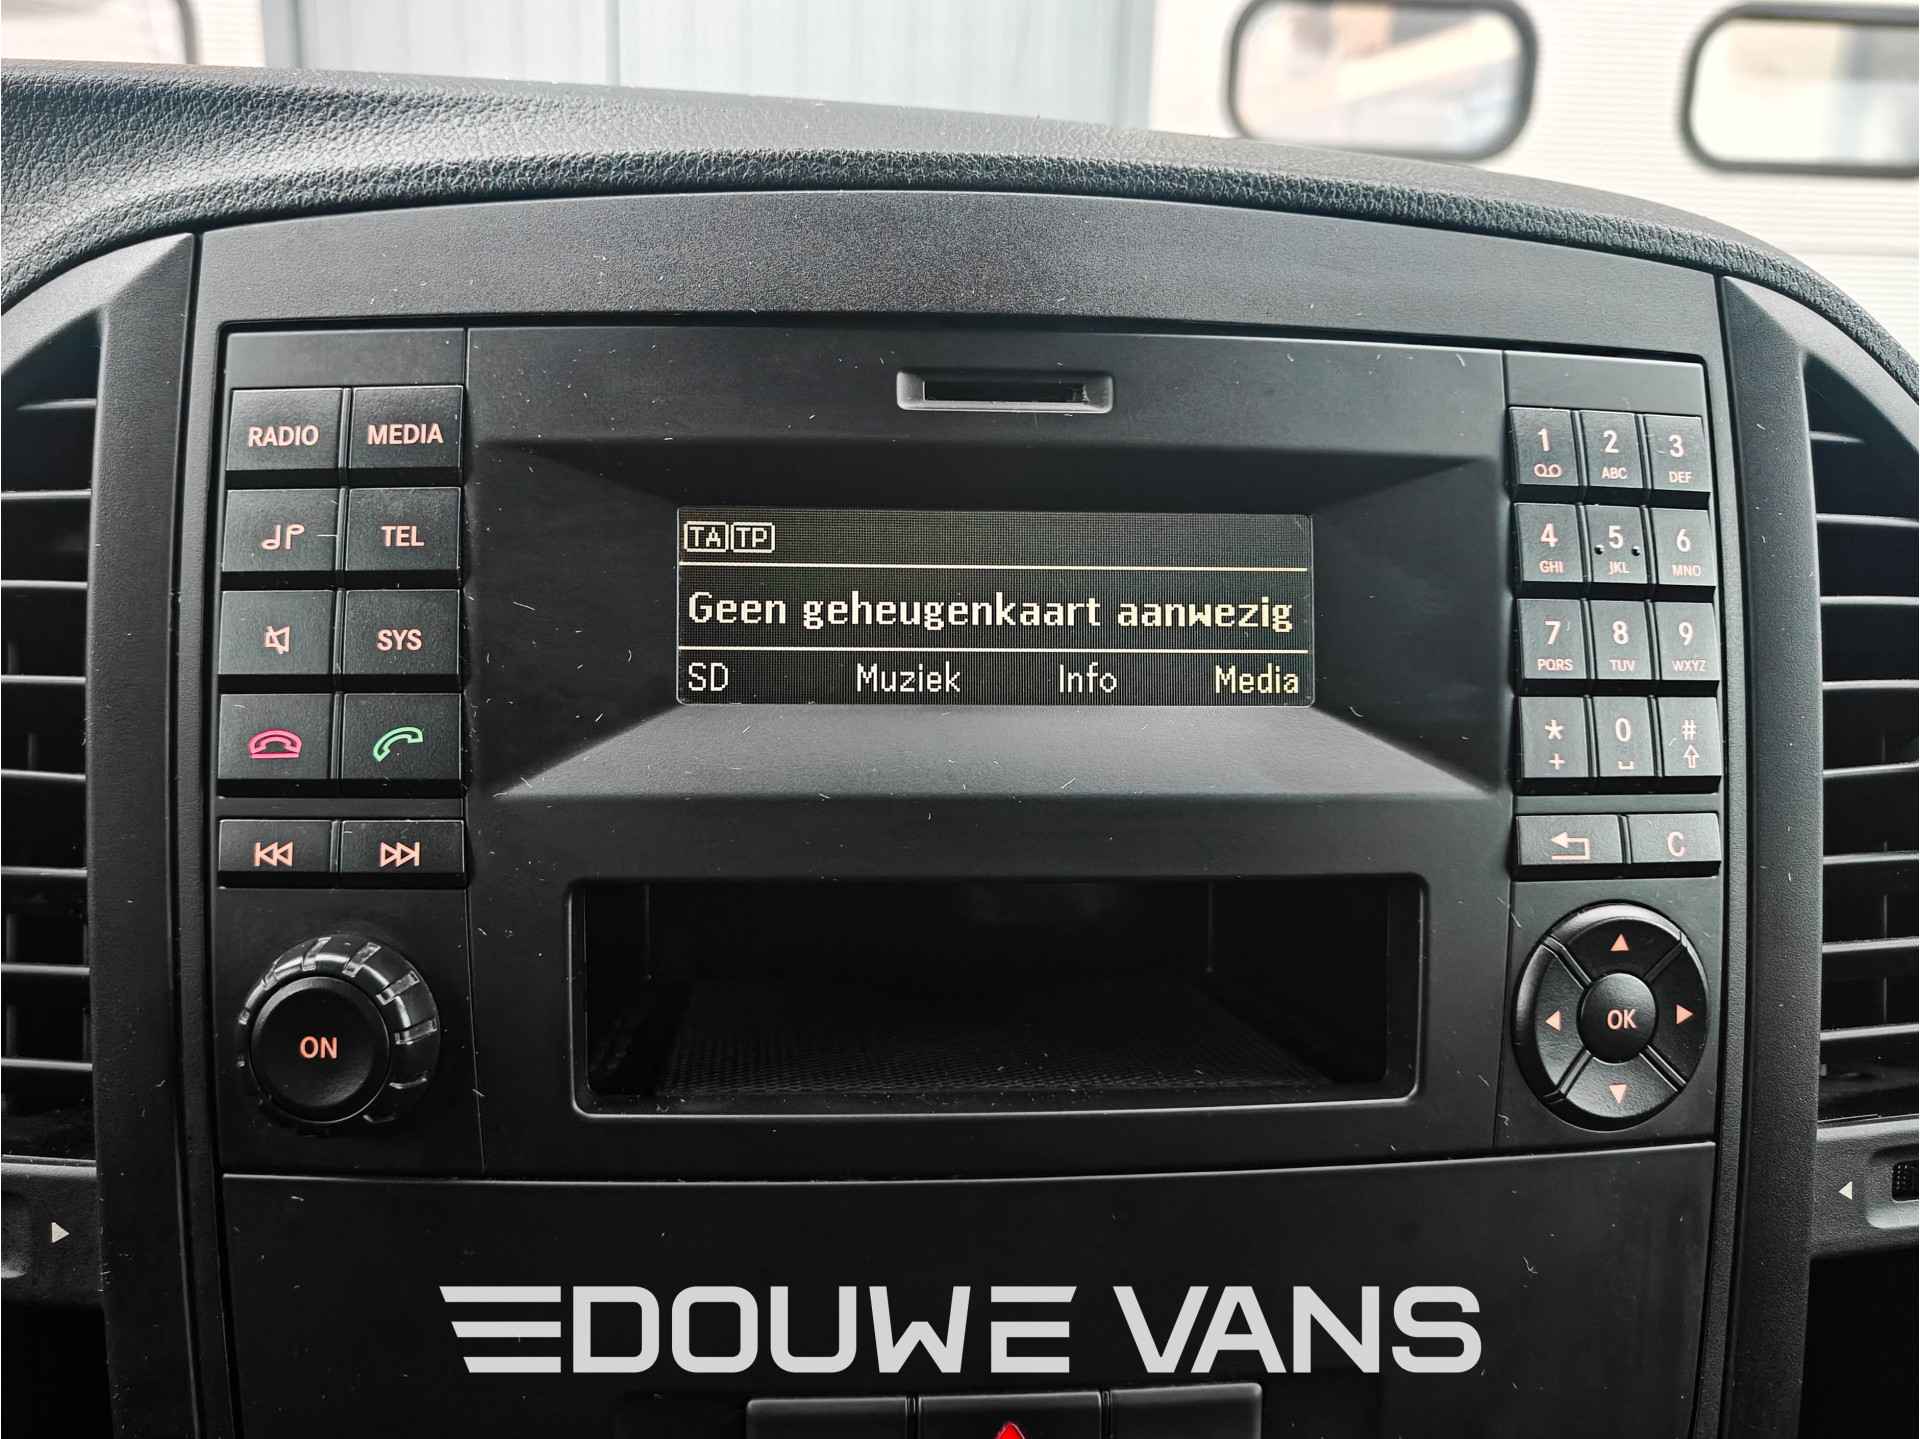 RADIO MEDIA
TEL
SYS
ON
TA TP
Geen geheugenkaart aanwezig
SD Muziek Info Media
1 2 3
ABC DEF
4 5 6
GHI JKL MNO
7 8 9
PQRS TUV WXYZ
* 0 #
+
C
OK
DOUWE VANS